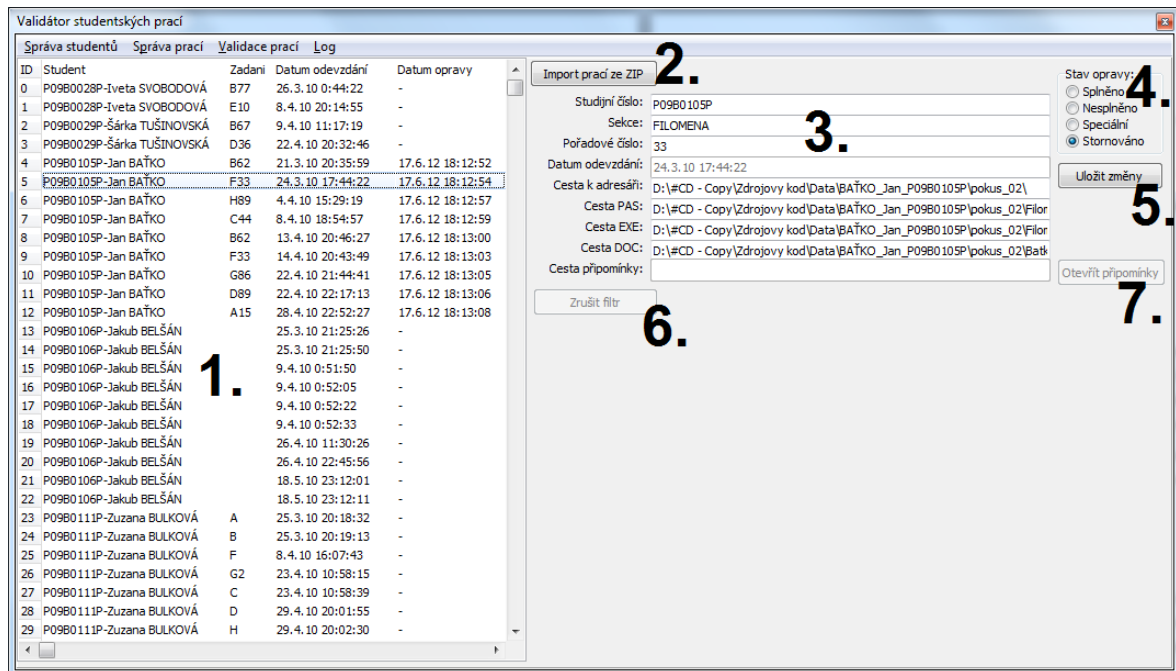 Validátor studentských prací
Správa studentů Správa prací Validace prací Log
ID Student Zadani Datum odevzdání Datum opravy
0 P09B0028P-Iveta SVOBODOVÁ B77 26.3.10 0:44:22 -
1 P09B0028P-Iveta SVOBODOVÁ E10 8.4.10 20:14:55 -
2 P09B0029P-Šárka TUŠINOVSKÁ B67 9.4.10 11:17:19 -
3 P09B0029P-Šárka TUŠINOVSKÁ D36 22.4.10 20:32:46 -
4 P09B0105P-Jan BAŤKO B62 21.3.10 20:35:59 17.6.12 18:12:52
5 P09B0105P-Jan BAŤKO F33 24.3.10 17:44:22 17.6.12 18:12:54
6 P09B0105P-Jan BAŤKO H89 4.4.10 15:29:19 17.6.12 18:12:57
7 P09B0105P-Jan BAŤKO C44 8.4.10 18:54:57 17.6.12 18:12:59
8 P09B0105P-Jan BAŤKO B62 13.4.10 20:46:27 17.6.12 18:13:00
9 P09B0105P-Jan BAŤKO F33 14.4.10 20:43:49 17.6.12 18:13:03
10 P09B0105P-Jan BAŤKO G86 22.4.10 21:44:41 17.6.12 18:13:05
11 P09B0105P-Jan BAŤKO D89 22.4.10 22:17:13 17.6.12 18:13:06
12 P09B0105P-Jan BAŤKO A15 28.4.10 22:52:27 17.6.12 18:13:08
13 P09B0106P-Jakub BELŠÁN 25.3.10 21:25:26 -
14 P09B0106P-Jakub BELŠÁN 25.3.10 21:25:50 -
15 P09B0106P-Jakub BELŠÁN 9.4.10 0:51:50 -
16 P09B0106P-Jakub BELŠÁN 9.4.10 0:52:05 -
17 P09B0106P-Jakub BELŠÁN 9.4.10 0:52:22 -
18 P09B0106P-Jakub BELŠÁN 9.4.10 0:52:33 -
19 P09B0106P-Jakub BELŠÁN 26.4.10 11:30:26 -
20 P09B0106P-Jakub BELŠÁN 26.4.10 22:45:56 -
21 P09B0106P-Jakub BELŠÁN 18.5.10 23:12:01 -
22 P09B0106P-Jakub BELŠÁN 18.5.10 23:12:11 -
23 P09B0111P-Zuzana BULKOVÁ A 25.3.10 20:18:32 -
24 P09B0111P-Zuzana BULKOVÁ B 25.3.10 20:19:13 -
25 P09B0111P-Zuzana BULKOVÁ F 8.4.10 16:07:43 -
26 P09B0111P-Zuzana BULKOVÁ G2 23.4.10 10:58:15 -
27 P09B0111P-Zuzana BULKOVÁ C 23.4.10 10:58:39 -
28 P09B0111P-Zuzana BULKOVÁ D 29.4.10 20:01:55 -
29 P09B0111P-Zuzana BULKOVÁ H 29.4.10 20:02:30 -
1.
Import prací ze ZIP
2.
Studijní číslo: P09B0105P
Sekce: FILOMENA
Pořadové číslo: 33
3.
Datum odevzdání: 24.3.10 17:44:22
Cesta k adresáři: D:\#CD - Copy\Zdrojovy kod\Data\BAŤKO_Jan_P09B0105P\pokus_02\
Cesta PAS: D:\#CD - Copy\Zdrojovy kod\Data\BAŤKO_Jan_P09B0105P\pokus_02\Filor
Cesta EXE: D:\#CD - Copy\Zdrojovy kod\Data\BAŤKO_Jan_P09B0105P\pokus_02\Filor
Cesta DOC: D:\#CD - Copy\Zdrojovy kod\Data\BAŤKO_Jan_P09B0105P\pokus_02\Batk
Cesta připomínky:
Zrušit filtr
6.
Stav opravy:
Splněno
Nesplněno
Speciální
Stornováno
4.
Uložit změny
5.
Otevřít připomínky
7.